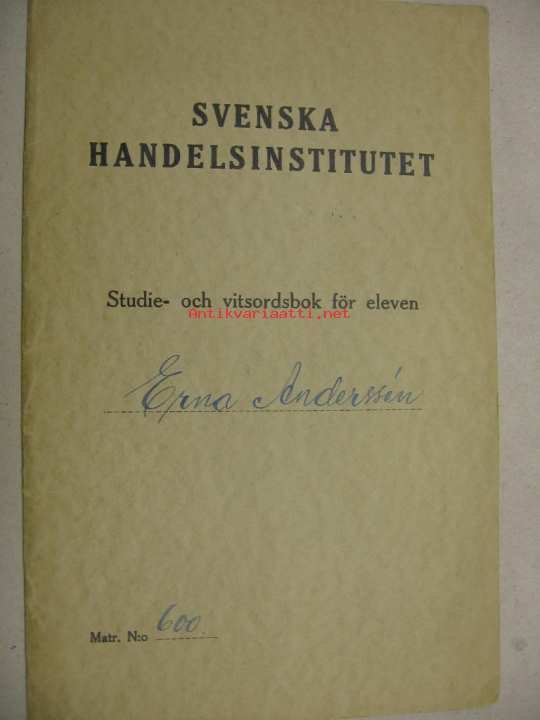 SVENSKA
HANDELSINSTITUTET
Studie- och vitsordsbok för eleven
Antikvariaatti.net
Erna Anderssén
Matr. N:o 600